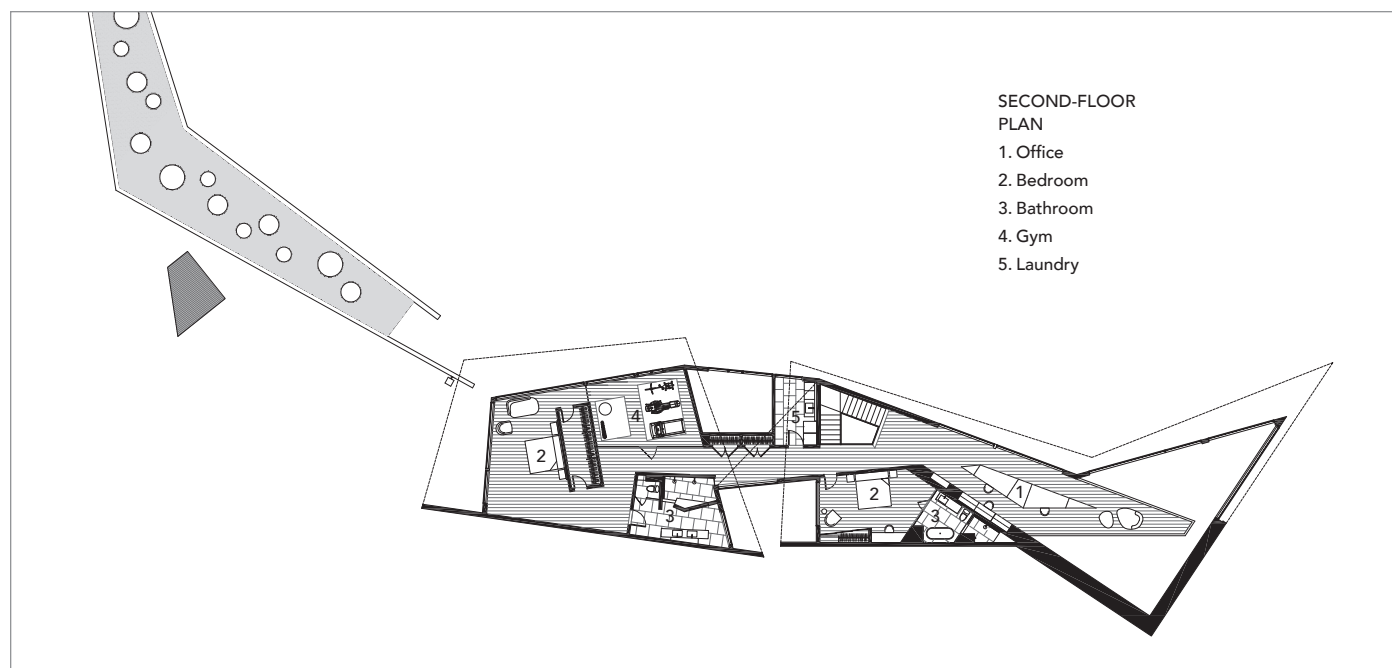 SECOND-FLOOR
PLAN
1. Office
2. Bedroom
3. Bathroom
4. Gym
5. Laundry
5
4
2
2
1
3
3